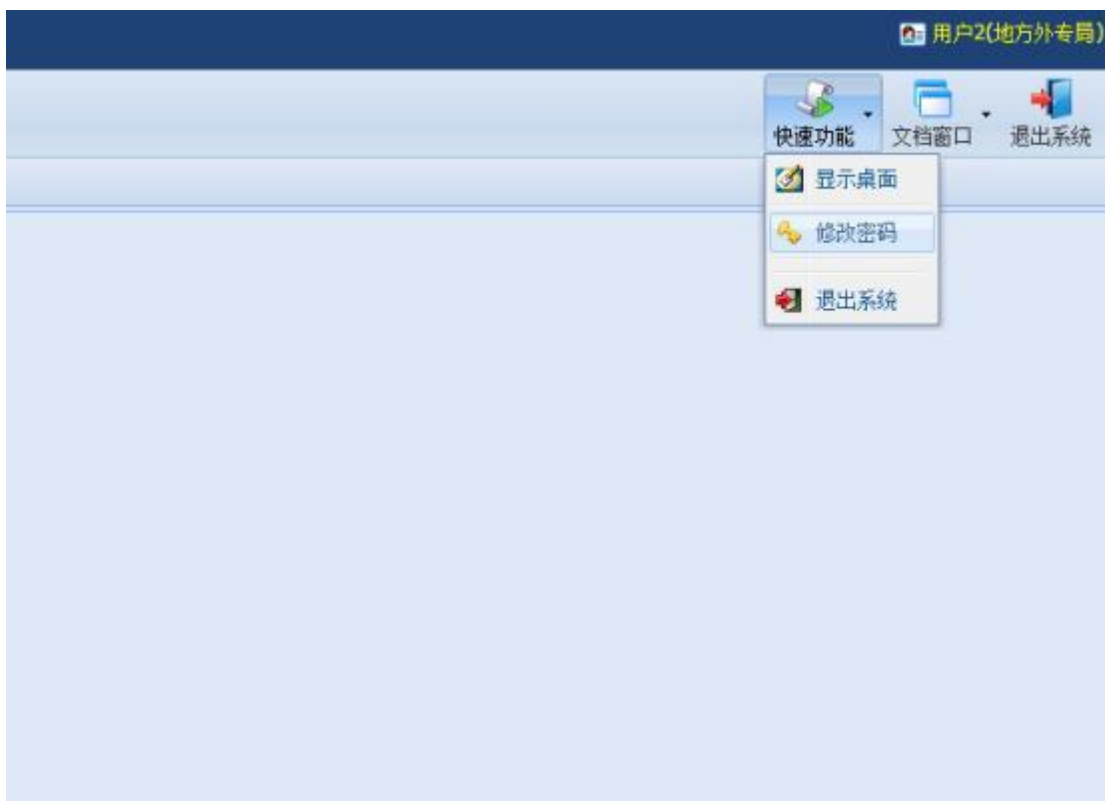 用户2(地方外专局)
快速功能 文档窗口 退出系统
显示桌面
修改密码
退出系统